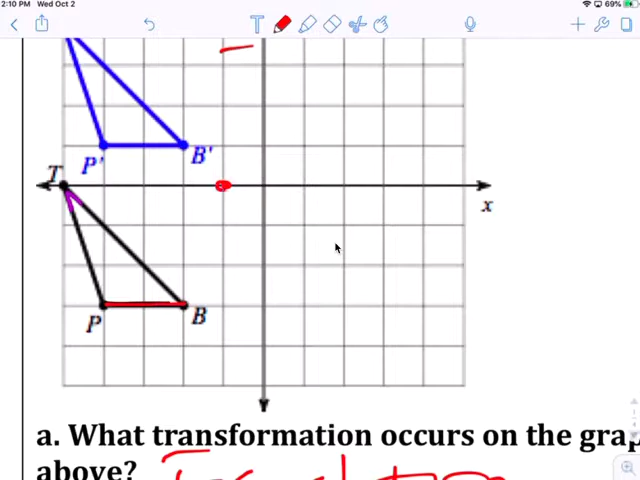 2:10 PM Wed Oct 2
69%
T
P'
B'
T
x
P
B
a. What transformation occurs on the grap
above?